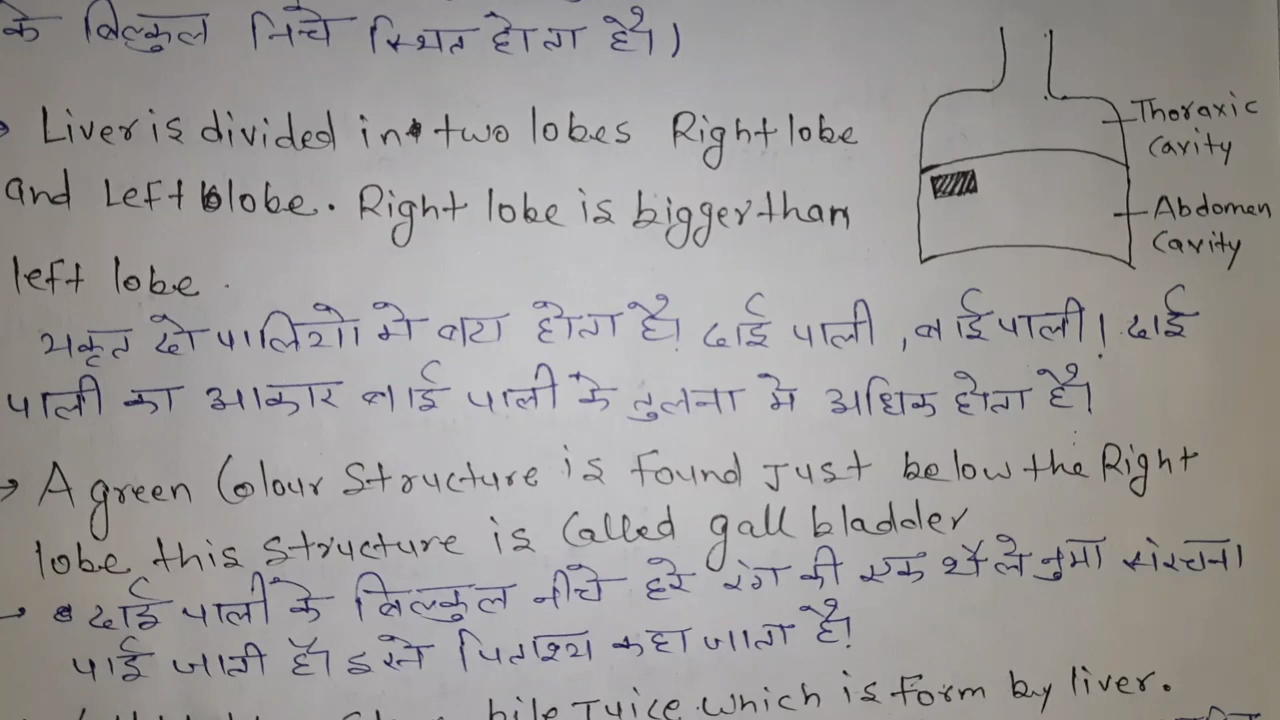 के बिल्कुल निचे स्थित होता है।
Thoraxic
cavity
Abdomen
cavity
Liver is divided in two lobes Right lobe
and Left lobe. Right lobe is bigger than
left lobe.
यकृत दो पालियो मे बाटा होता है। दाई पाली, बाई पाली। दाई
पाली का आकार बाई पाली के तुलना मे अधिक होता है।
→ A green Colour Structure is found Just below the Right
lobe this structure is called gall bladder
→ दाई पाली के बिल्कुल नीचे हरे रंग की एक थैले नुमा संरचना
पाई जाती है। इसे पिताश्य कहा जाता है।
bile Juice which is form by liver.